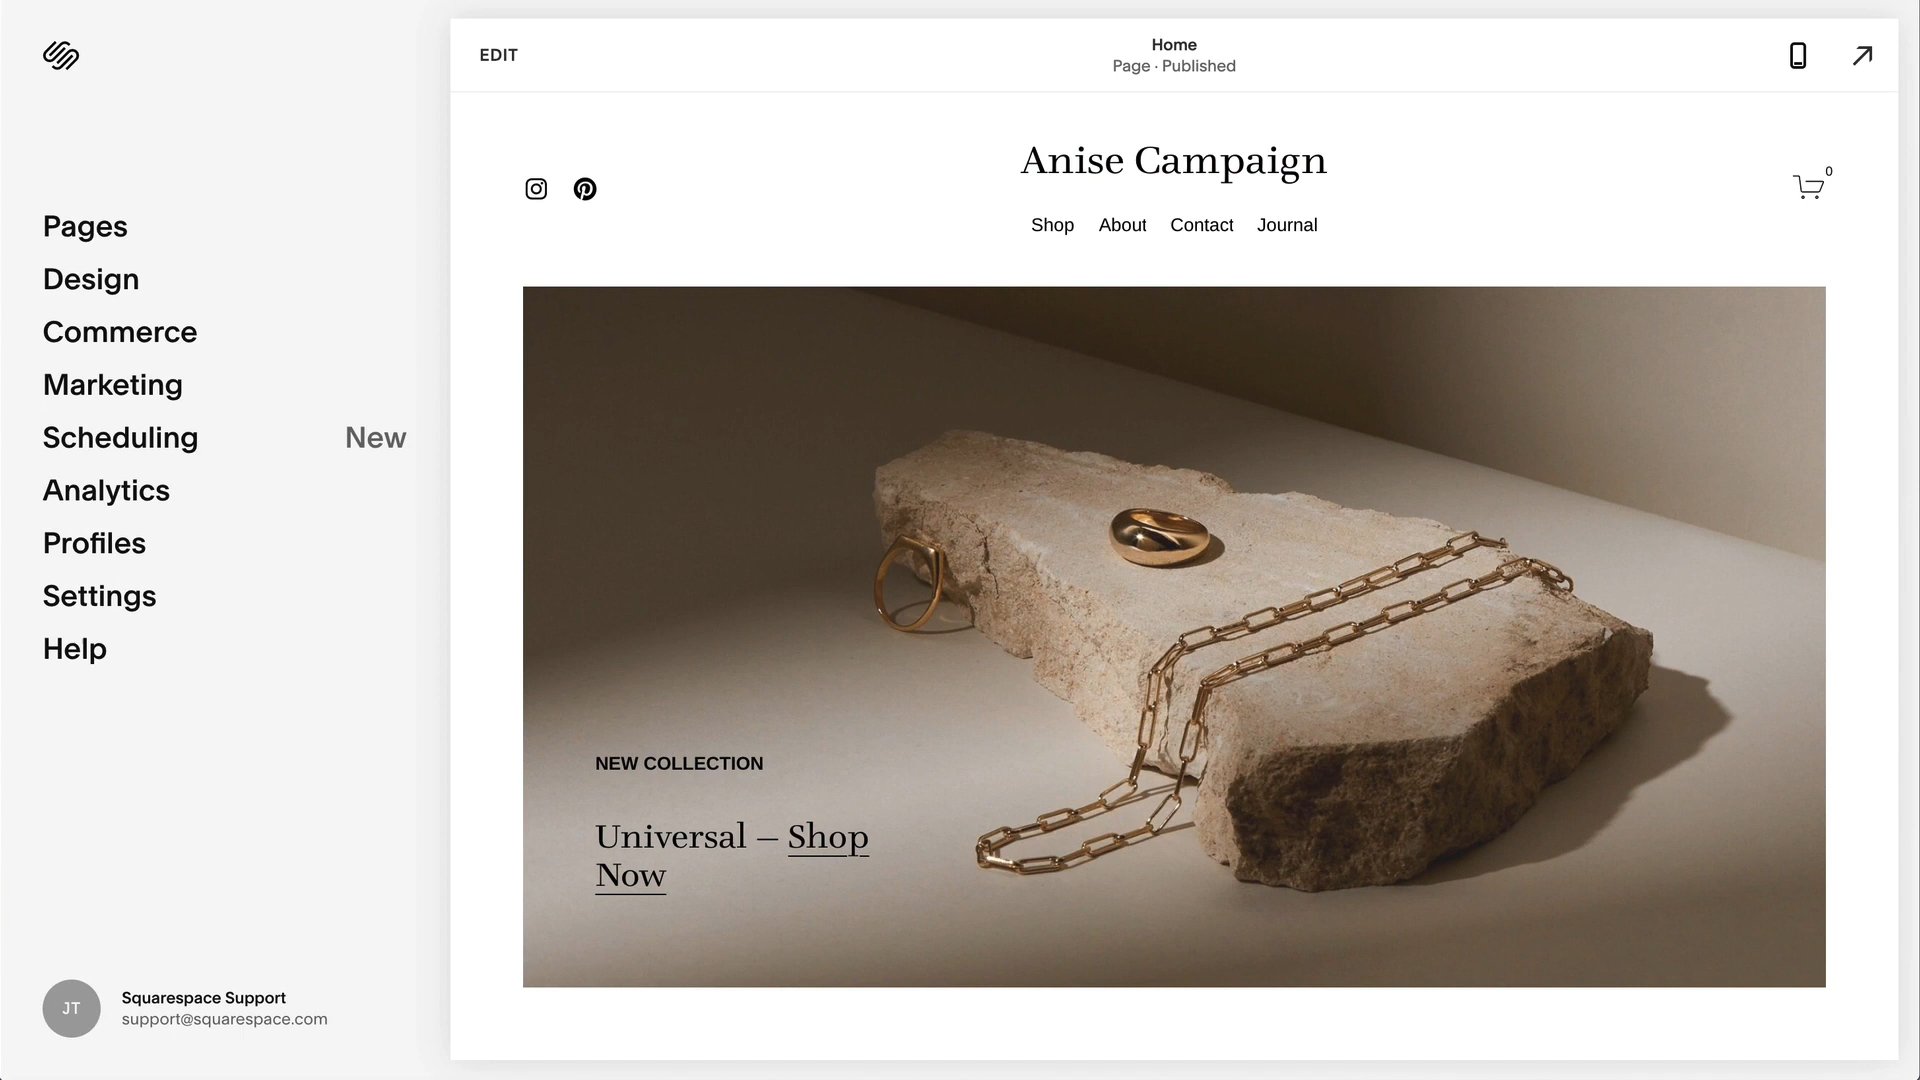 EDIT
Home
Page · Published
Anise Campaign
0
Shop About Contact Journal
Pages
Design
Commerce
Marketing
Scheduling New
Analytics
Profiles
Settings
Help
NEW COLLECTION
Universal — Shop
Now
JT
Squarespace Support
support@squarespace.com